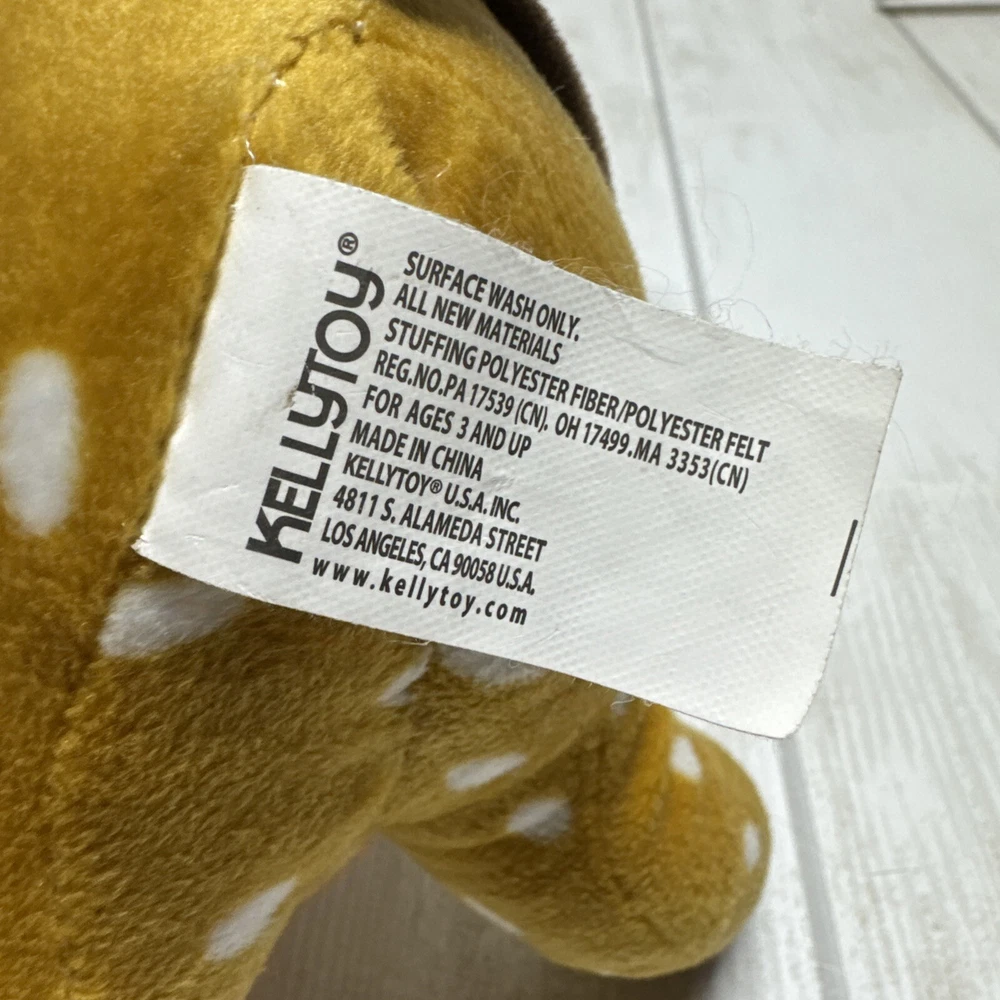 KELLYTOY®
SURFACE WASH ONLY.
ALL NEW MATERIALS
STUFFING POLYESTER FIBER/POLYESTER FELT
REG.NO.PA 17539 (CN). OH 17499.MA 3353(CN)
FOR AGES 3 AND UP
MADE IN CHINA
KELLYTOY® U.S.A. INC.
4811 S. ALAMEDA STREET
LOS ANGELES, CA 90058 U.S.A.
www.kellytoy.com